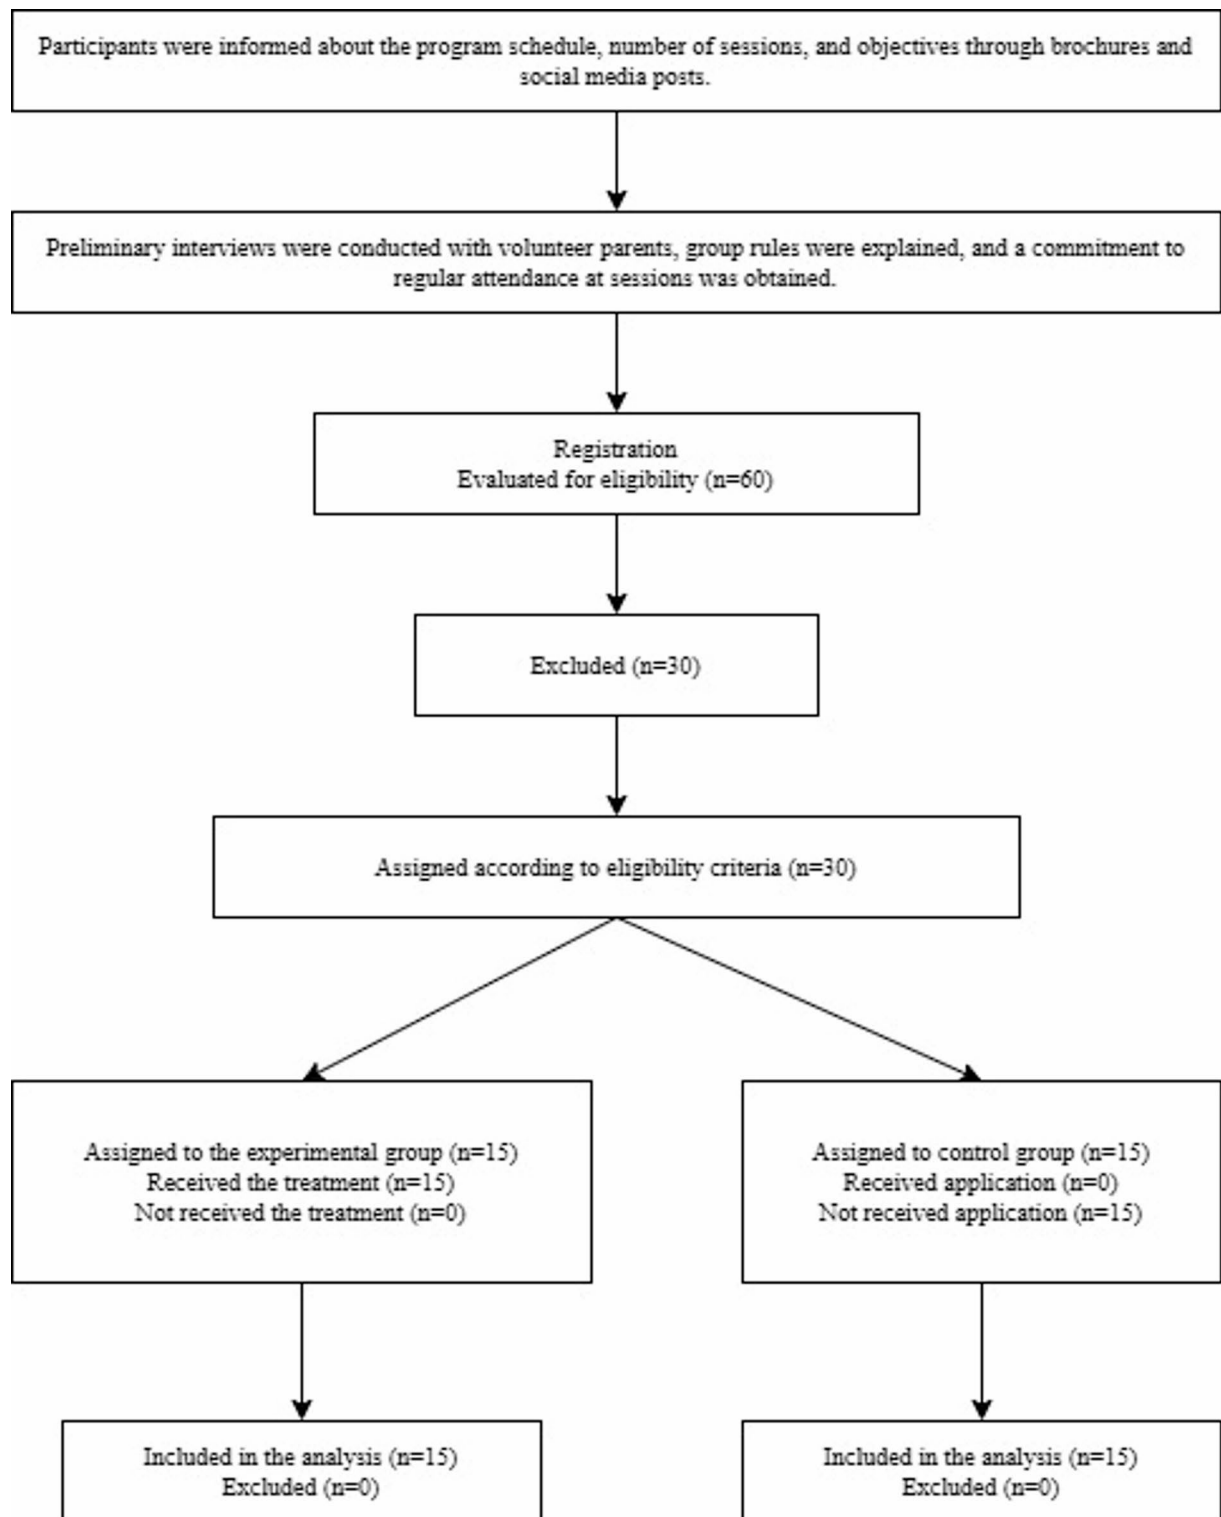 Participants were informed about the program schedule, number of sessions, and objectives through brochures and
social media posts.
Preliminary interviews were conducted with volunteer parents, group rules were explained, and a commitment to
regular attendance at sessions was obtained.
Registration
Evaluated for eligibility (n=60)
Excluded (n=30)
Assigned according to eligibility criteria (n=30)
Assigned to the experimental group (n=15)
Received the treatment (n=15)
Not received the treatment (n=0)
Assigned to control group (n=15)
Received application (n=0)
Not received application (n=15)
Included in the analysis (n=15)
Excluded (n=0)
Included in the analysis (n=15)
Excluded (n=0)